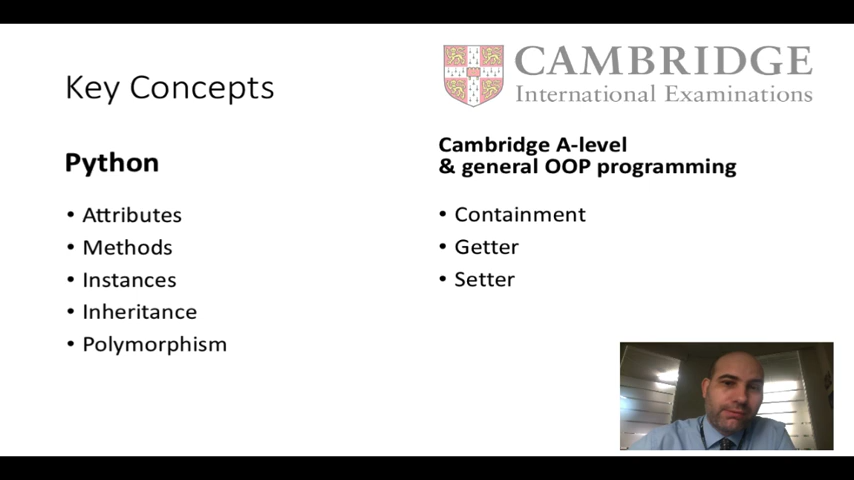 Key Concepts
CAMBRIDGE
International Examinations
Python
• Attributes
• Methods
• Instances
• Inheritance
• Polymorphism
Cambridge A-level
& general OOP programming
• Containment
• Getter
• Setter